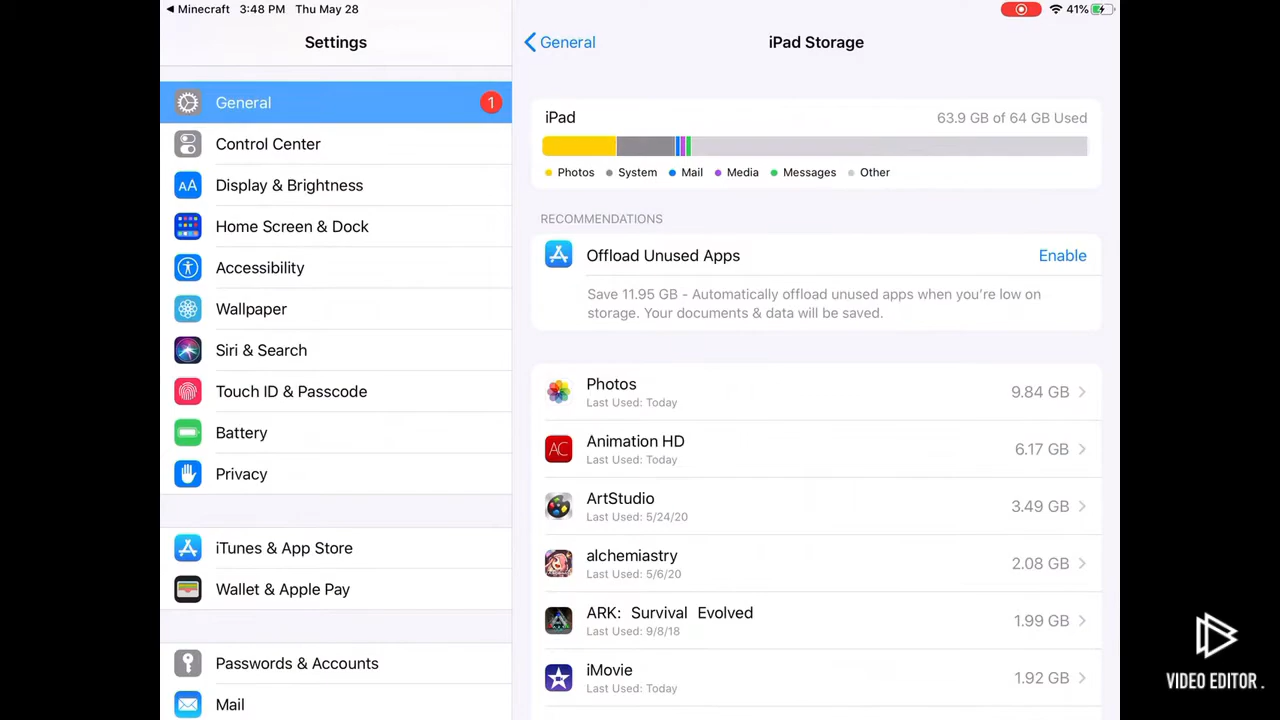 Minecraft 3:48 PM Thu May 28
41%
Settings
General
1
Control Center
AA
Display & Brightness
Home Screen & Dock
Accessibility
Wallpaper
Siri & Search
Touch ID & Passcode
Battery
Privacy
iTunes & App Store
Wallet & Apple Pay
Passwords & Accounts
Mail
General
iPad Storage
iPad
63.9 GB of 64 GB Used
Photos System Mail Media Messages Other
RECOMMENDATIONS
Offload Unused Apps
Enable
Save 11.95 GB - Automatically offload unused apps when you’re low on
storage. Your documents & data will be saved.
Photos
Last Used: Today
9.84 GB
AC
Animation HD
Last Used: Today
6.17 GB
ArtStudio
Last Used: 5/24/20
3.49 GB
alchemiastry
Last Used: 5/6/20
2.08 GB
ARK: Survival Evolved
Last Used: 9/8/18
1.99 GB
iMovie
Last Used: Today
1.92 GB
VIDEO EDITOR .